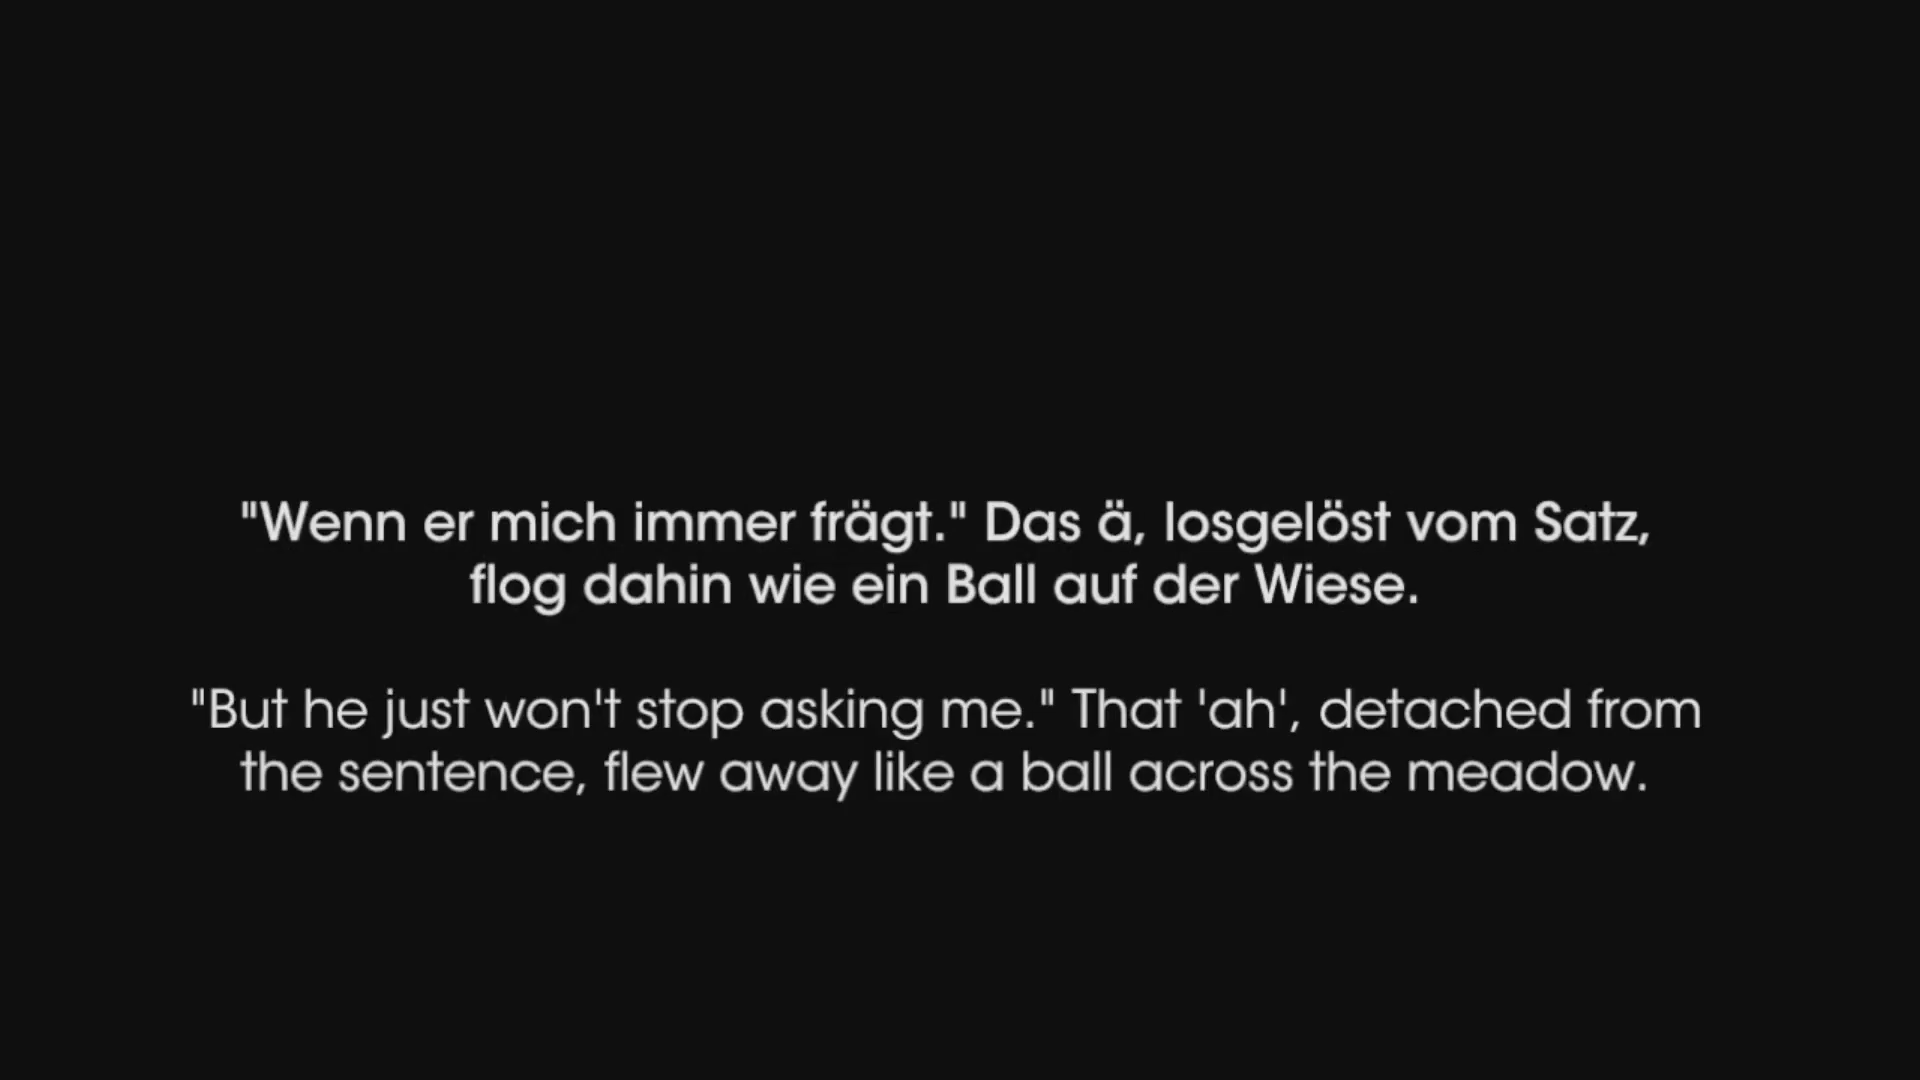 "Wenn er mich immer frägt." Das ä, losgelöst vom Satz,
flog dahin wie ein Ball auf der Wiese.
"But he just won't stop asking me." That 'ah', detached from
the sentence, flew away like a ball across the meadow.